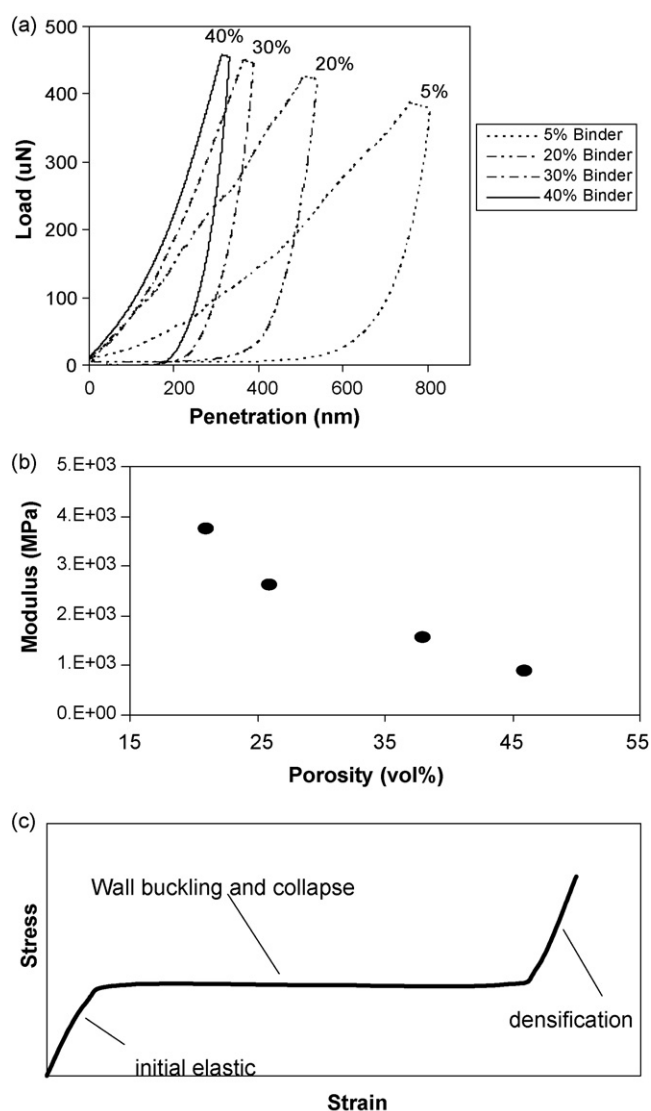 (a)
500
400
300
200
100
0
Load (uN)
40%
30%
20%
5%
0 200 400 600 800
Penetration (nm)
5% Binder
20% Binder
30% Binder
40% Binder
(b)
5.E+03
4.E+03
3.E+03
2.E+03
1.E+03
0.E+00
Modulus (MPa)
15 25 35 45 55
Porosity (vol%)
(c)
Stress
Wall buckling and collapse
densification
initial elastic
Strain